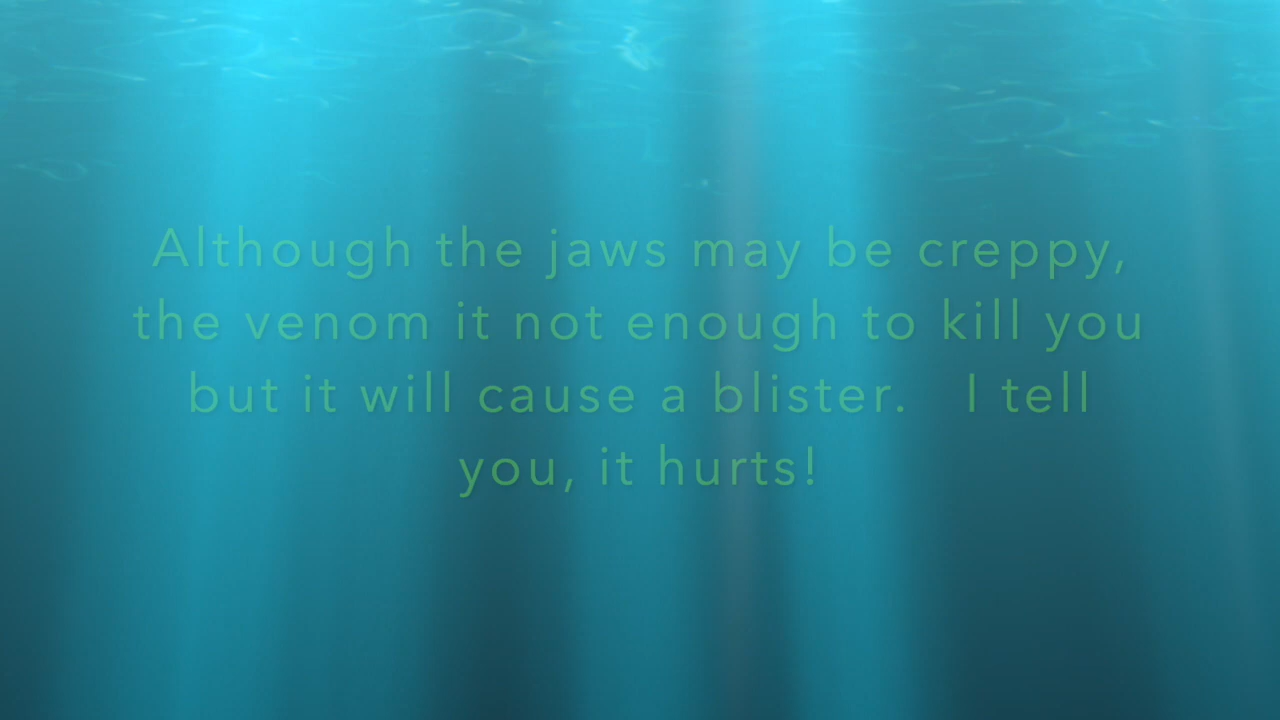 Although the jaws may be creppy,
the venom it not enough to kill you
but it will cause a blister. I tell
you, it hurts!